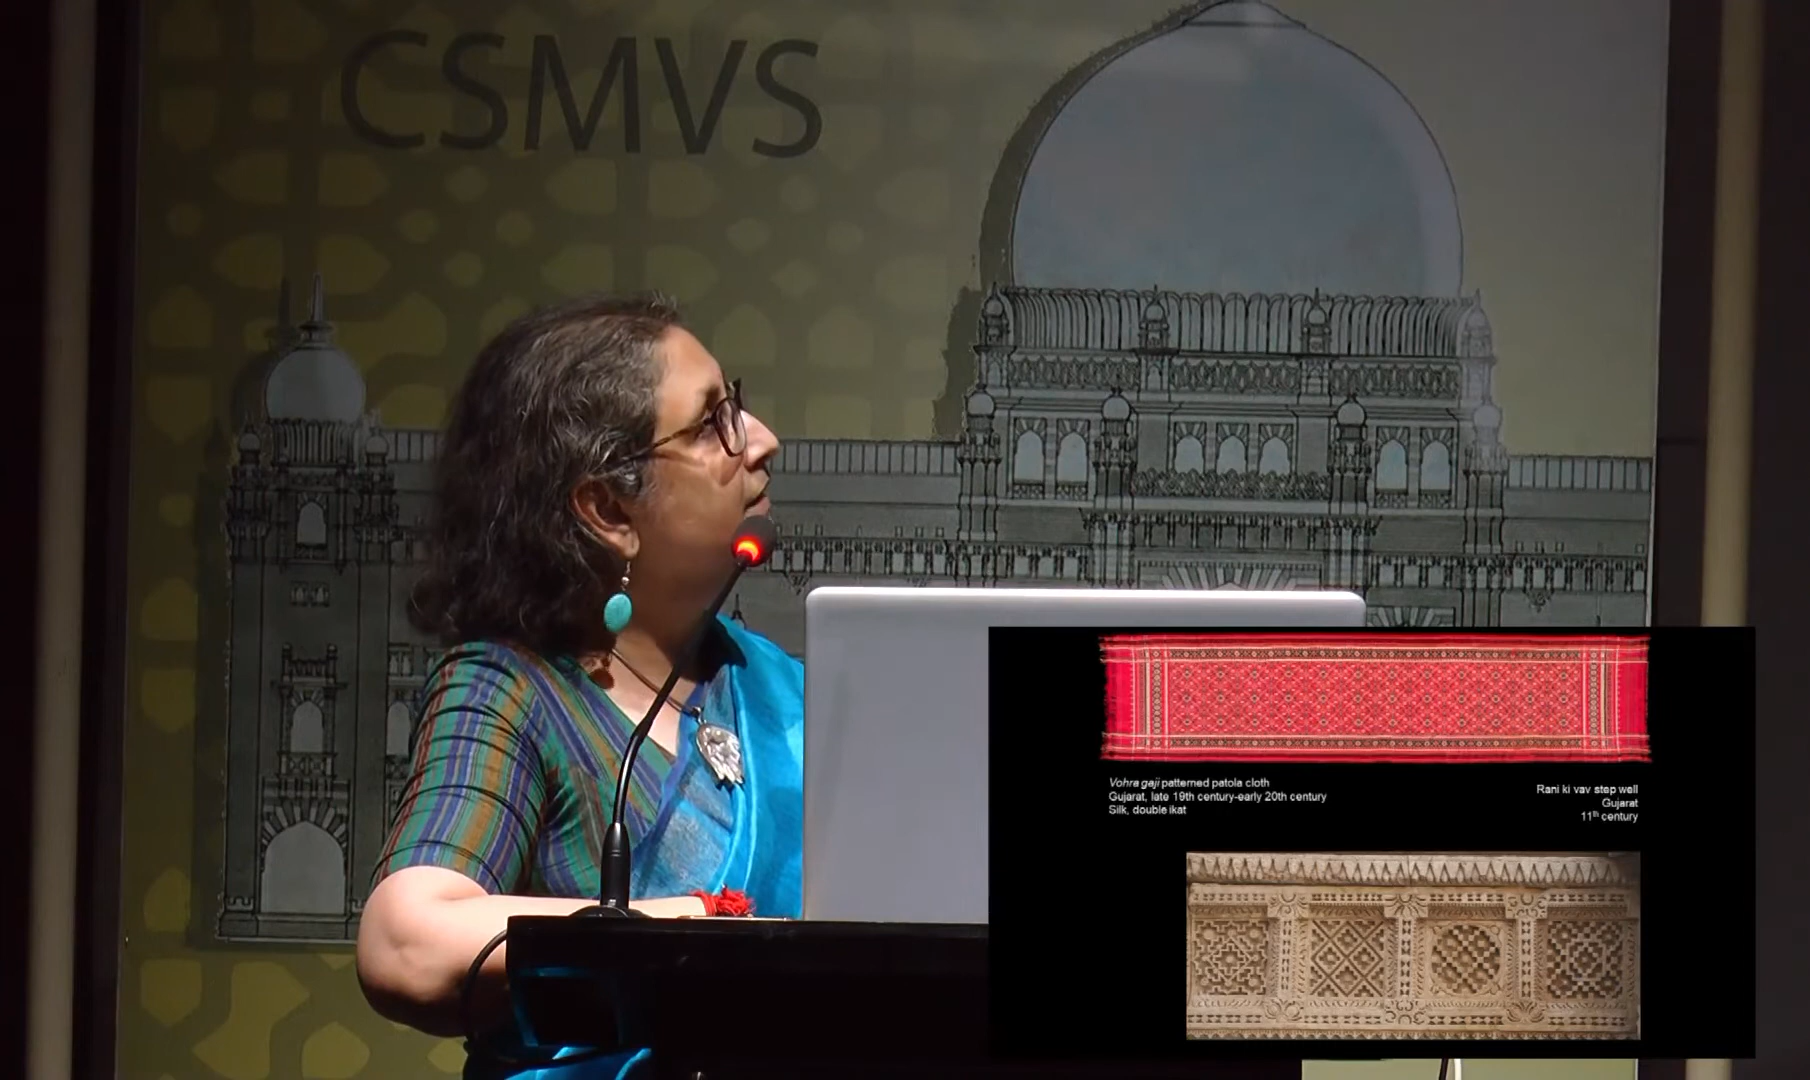 CSMVS
Vohra gaji patterned patola cloth
Gujarat, late 19th century-early 20th century
Silk, double ikat
Rani ki vav step well
Gujarat
11th century